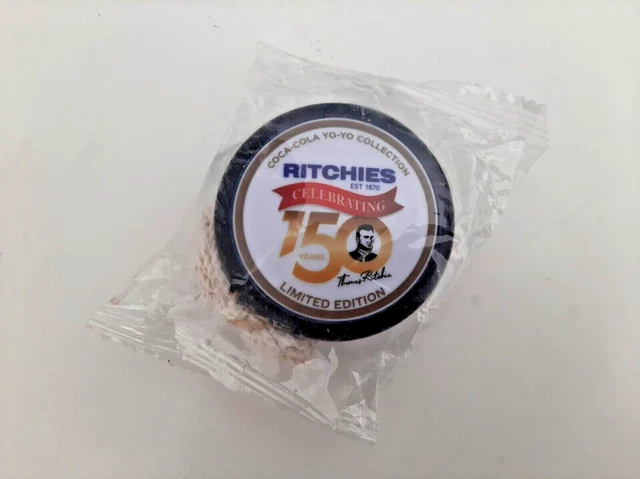 COCA-COLA YO-YO COLLECTION
RITCHIES
EST 1870
CELEBRATING
150
YEARS
Thomas Ritchie
LIMITED EDITION